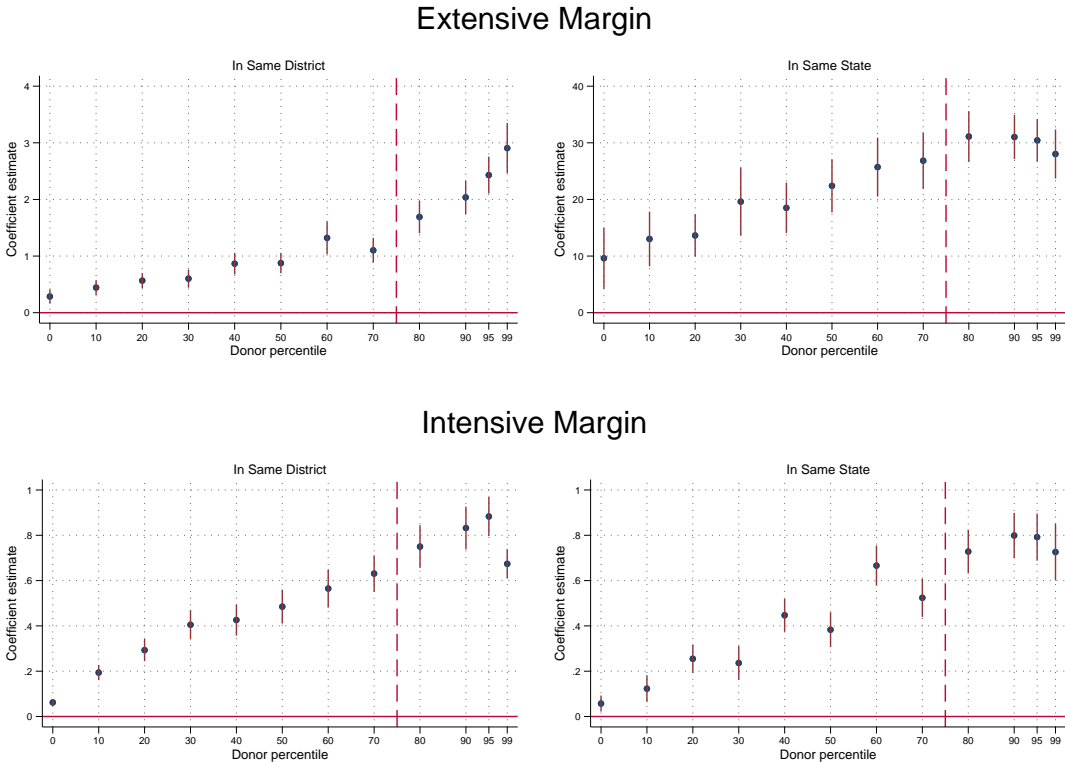 Extensive Margin
In Same District
Coefficient estimate
4
3
2
1
0
0 10 20 30 40 50 60 70 80 90 95 99
Donor percentile
In Same State
Coefficient estimate
40
30
20
10
0
0 10 20 30 40 50 60 70 80 90 95 99
Donor percentile
Intensive Margin
In Same District
Coefficient estimate
1
.8
.6
.4
.2
0
0 10 20 30 40 50 60 70 80 90 95 99
Donor percentile
In Same State
Coefficient estimate
1
.8
.6
.4
.2
0
0 10 20 30 40 50 60 70 80 90 95 99
Donor percentile